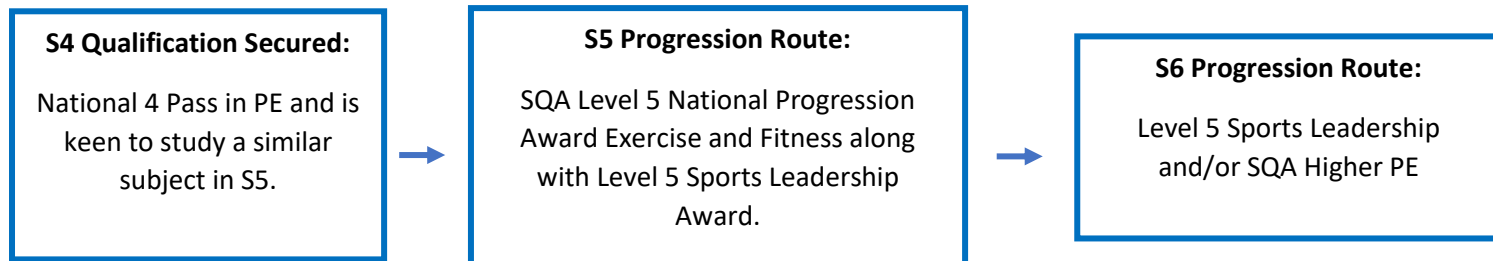 S4 Qualification Secured:
National 4 Pass in PE and is
keen to study a similar
subject in S5.
S5 Progression Route:
SQA Level 5 National Progression
Award Exercise and Fitness along
with Level 5 Sports Leadership
Award.
S6 Progression Route:
Level 5 Sports Leadership
and/or SQA Higher PE